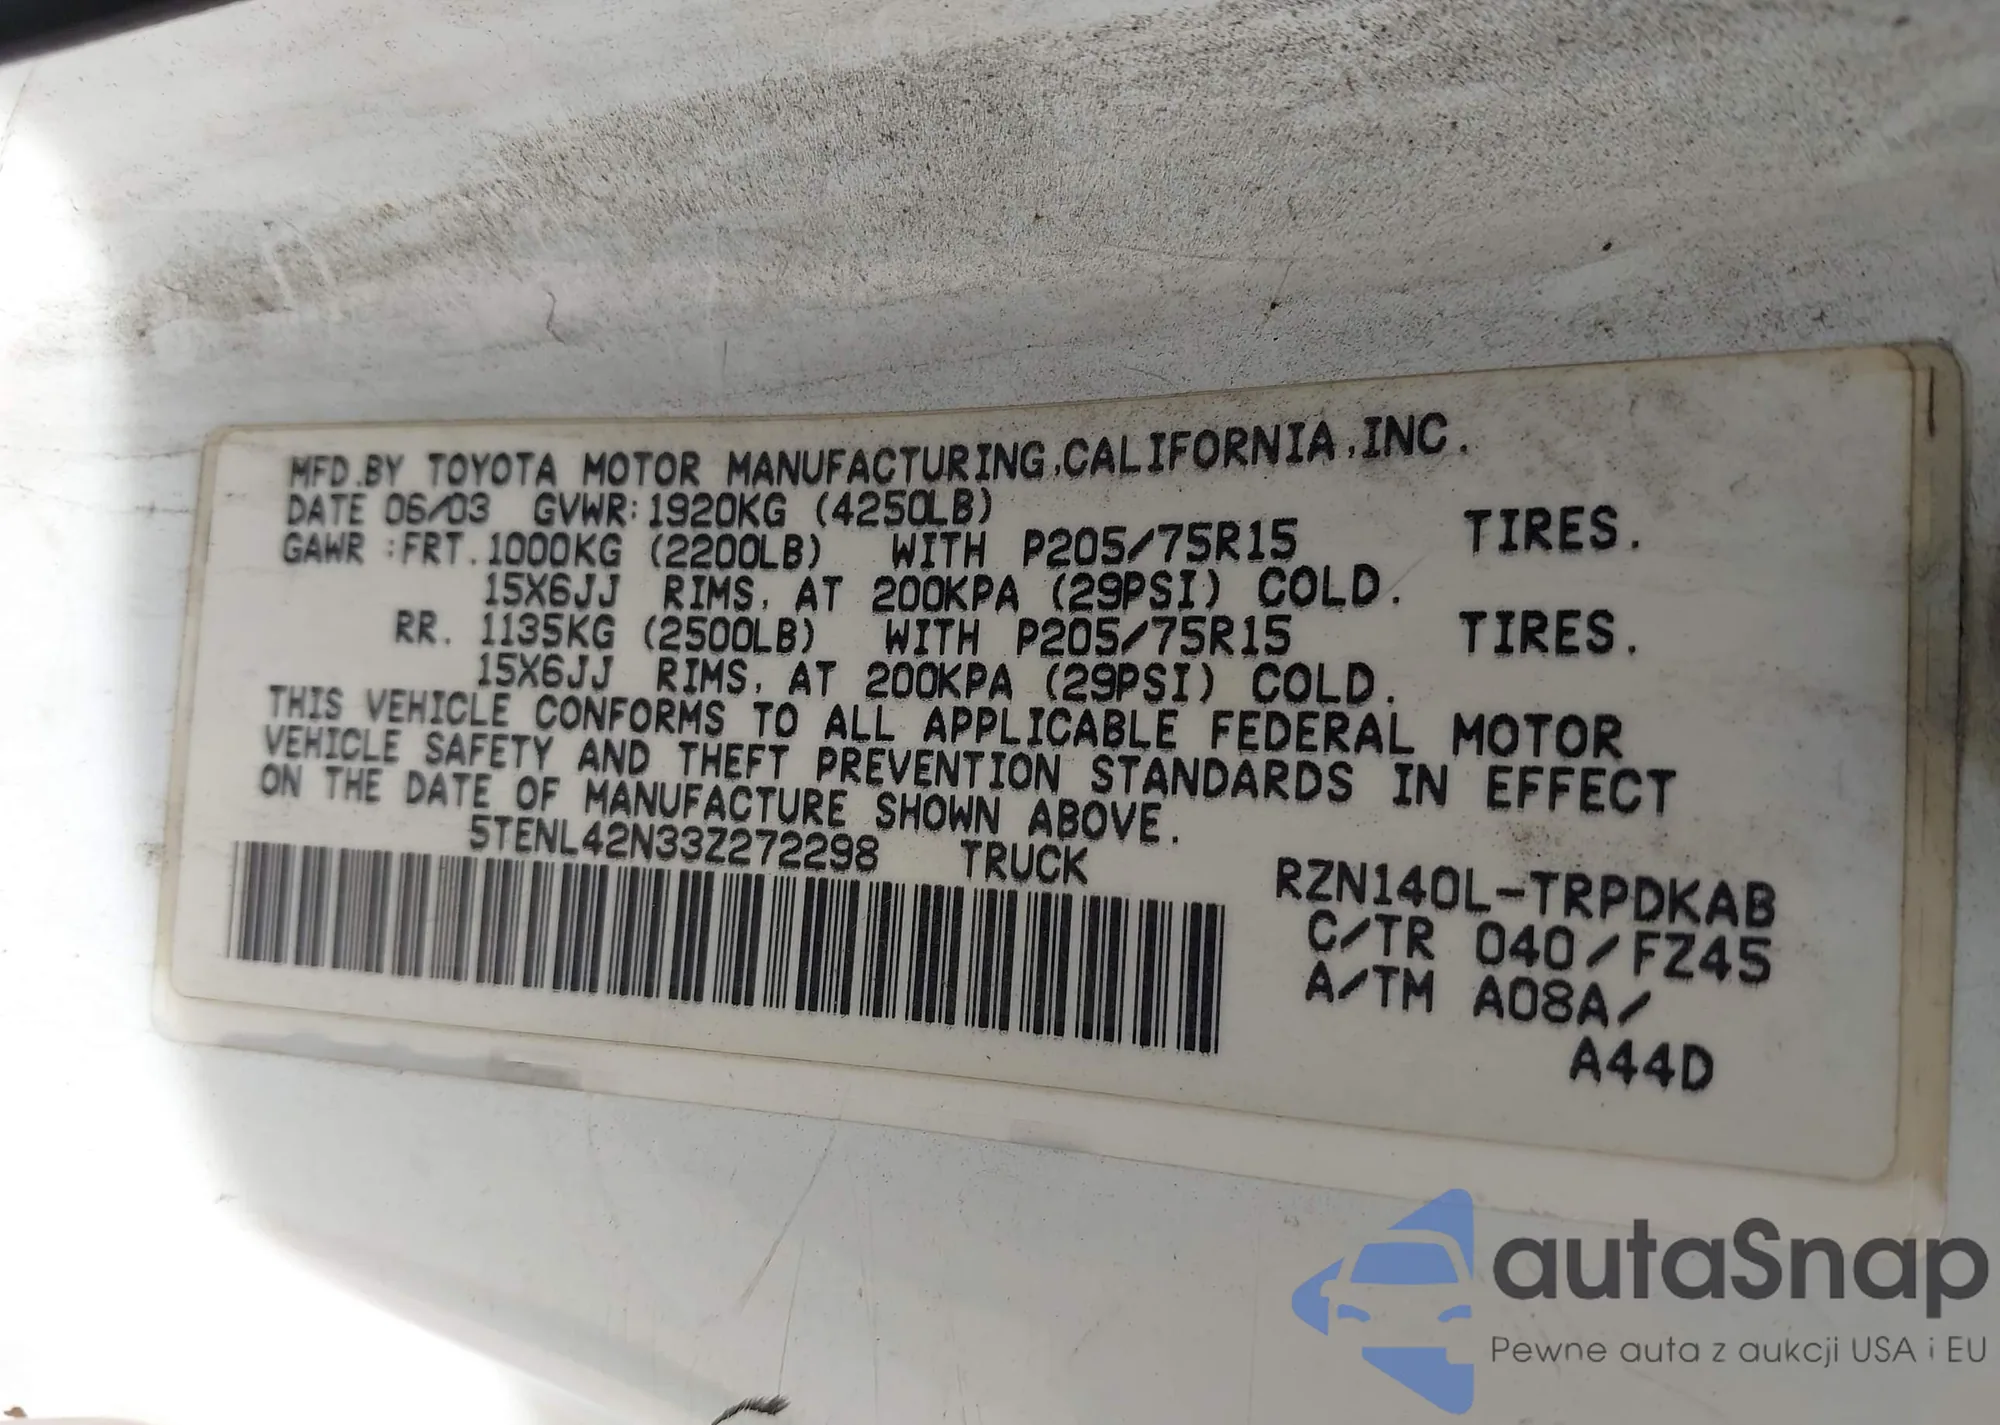 MFD.BY TOYOTA MOTOR MANUFACTURING,CALIFORNIA,INC.
DATE 06/03 GVWR:1920KG (4250LB)
GAWR :FRT.1000KG (2200LB) WITH P205/75R15 TIRES.
15X6JJ RIMS, AT 200KPA (29PSI) COLD.
RR. 1135KG (2500LB) WITH P205/75R15 TIRES.
15X6JJ RIMS, AT 200KPA (29PSI) COLD.
THIS VEHICLE CONFORMS TO ALL APPLICABLE FEDERAL MOTOR
VEHICLE SAFETY AND THEFT PREVENTION STANDARDS IN EFFECT
ON THE DATE OF MANUFACTURE SHOWN ABOVE.
5TENL42N33Z272298 TRUCK
RZN140L-TRPDKAB
C/TR 040/FZ45
A/TM A08A/
A44D
autaSnap
Pewne auta z aukcji USA i EU